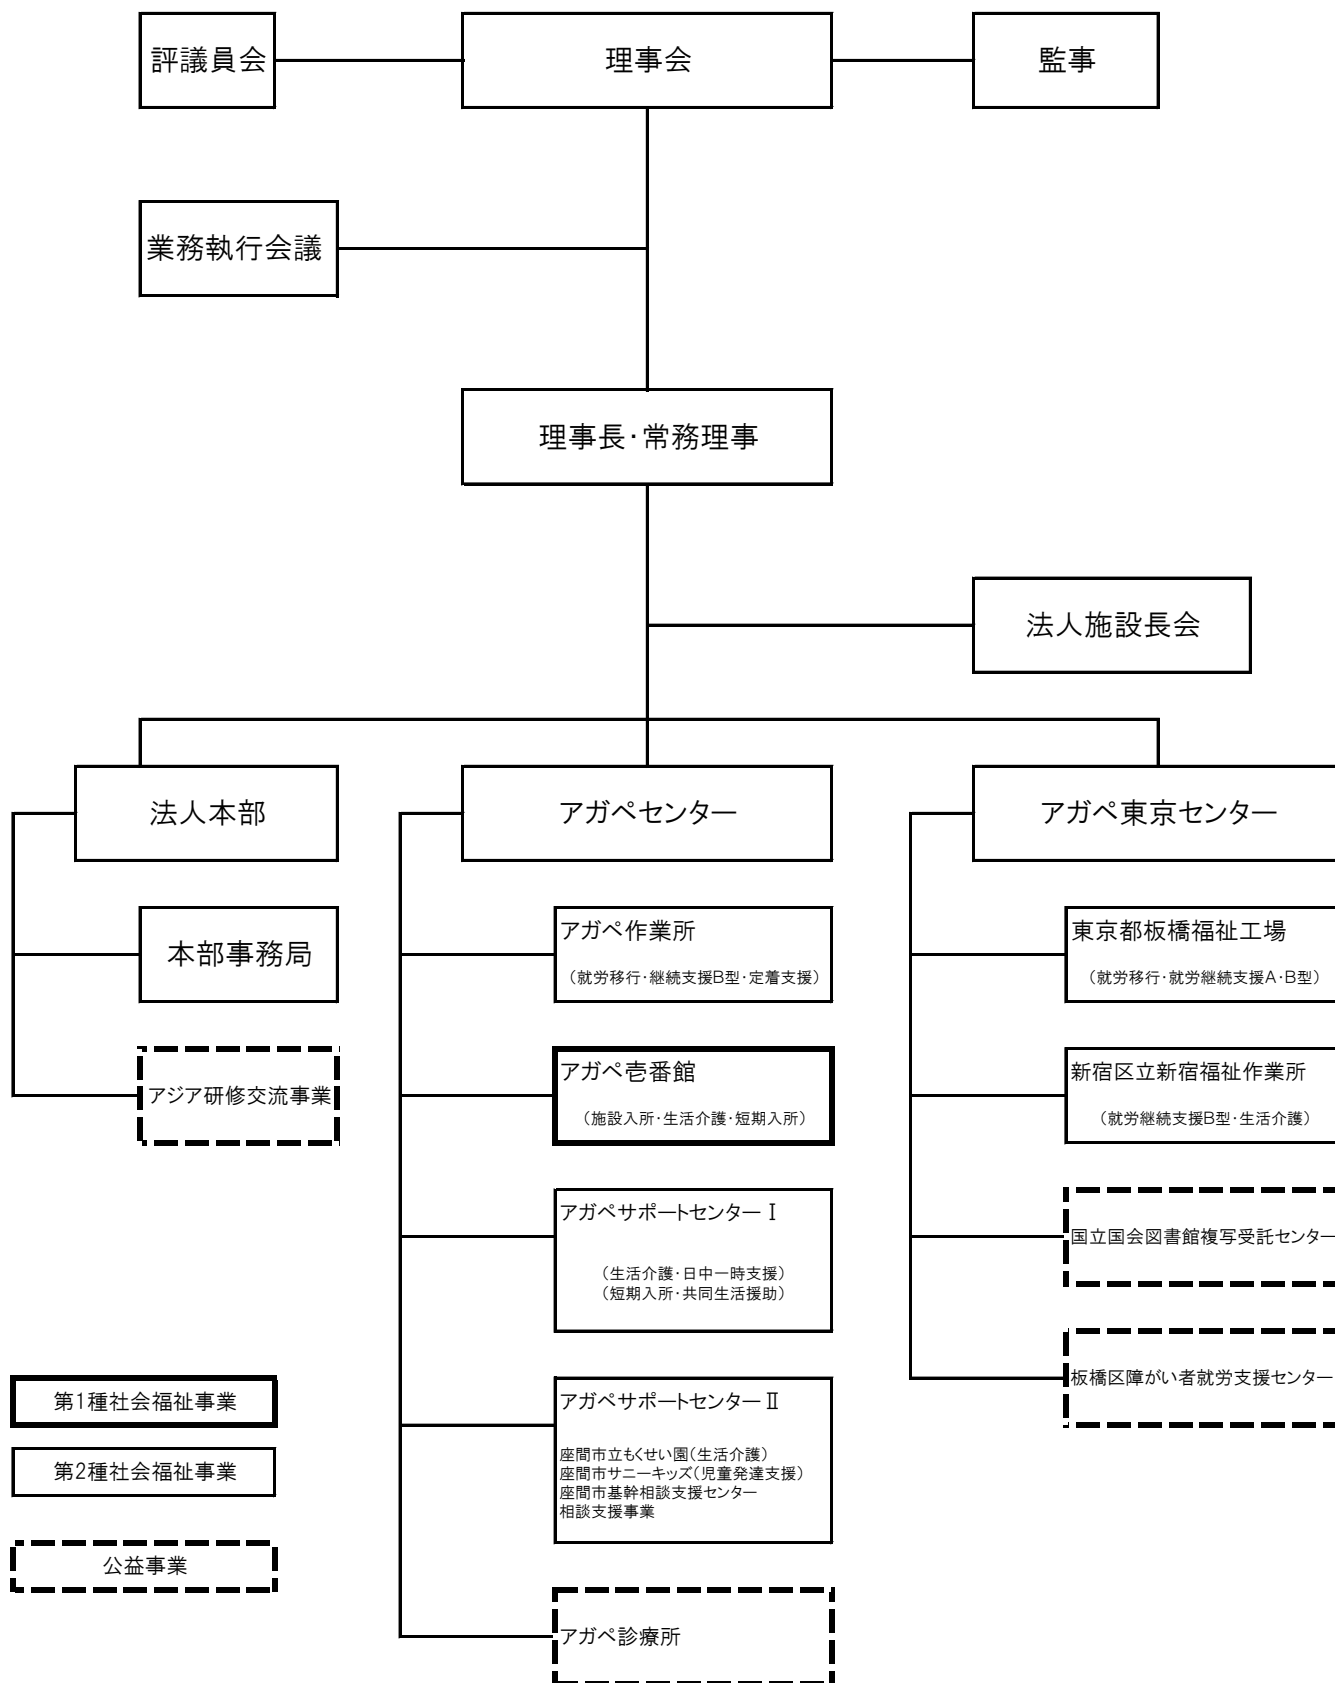 評議員会
理事会
監事
業務執行会議
理事長・常務理事
法人施設長会
法人本部
本部事務局
アジア研修交流事業
アガペセンター
アガペ作業所
（就労移行・継続支援B型・定着支援）
アガペ壱番館
（施設入所・生活介護・短期入所）
アガペサポートセンターⅠ
（生活介護・日中一時支援）
（短期入所・共同生活援助）
アガペサポートセンターⅡ
座間市立もくせい園（生活介護）
座間市サニーキッズ（児童発達支援）
座間市基幹相談支援センター
相談支援事業
アガペ診療所
アガペ東京センター
東京都板橋福祉工場
（就労移行・就労継続支援A・B型）
新宿区立新宿福祉作業所
（就労継続支援B型・生活介護）
国立国会図書館複写受託センター
板橋区障がい者就労支援センター
第1種社会福祉事業
第2種社会福祉事業
公益事業